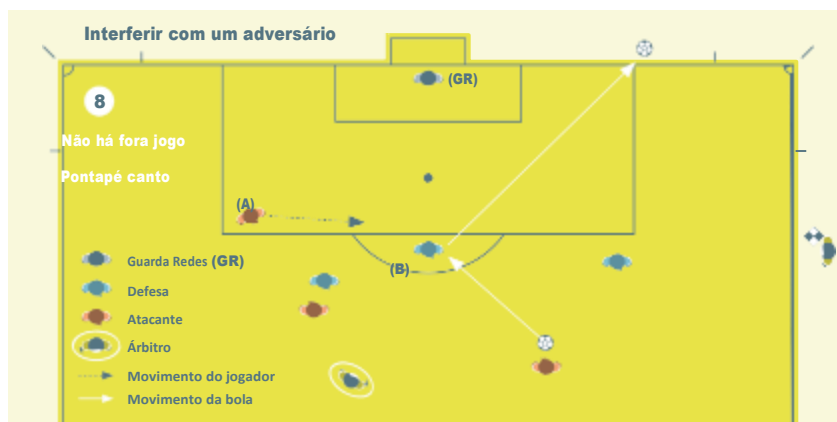 Interferir com um adversário
(GR)
8
Não há fora jogo
Pontapé canto
(A)
(B)
Guarda Redes (GR)
Defesa
Atacante
Árbitro
Movimento do jogador
Movimento da bola